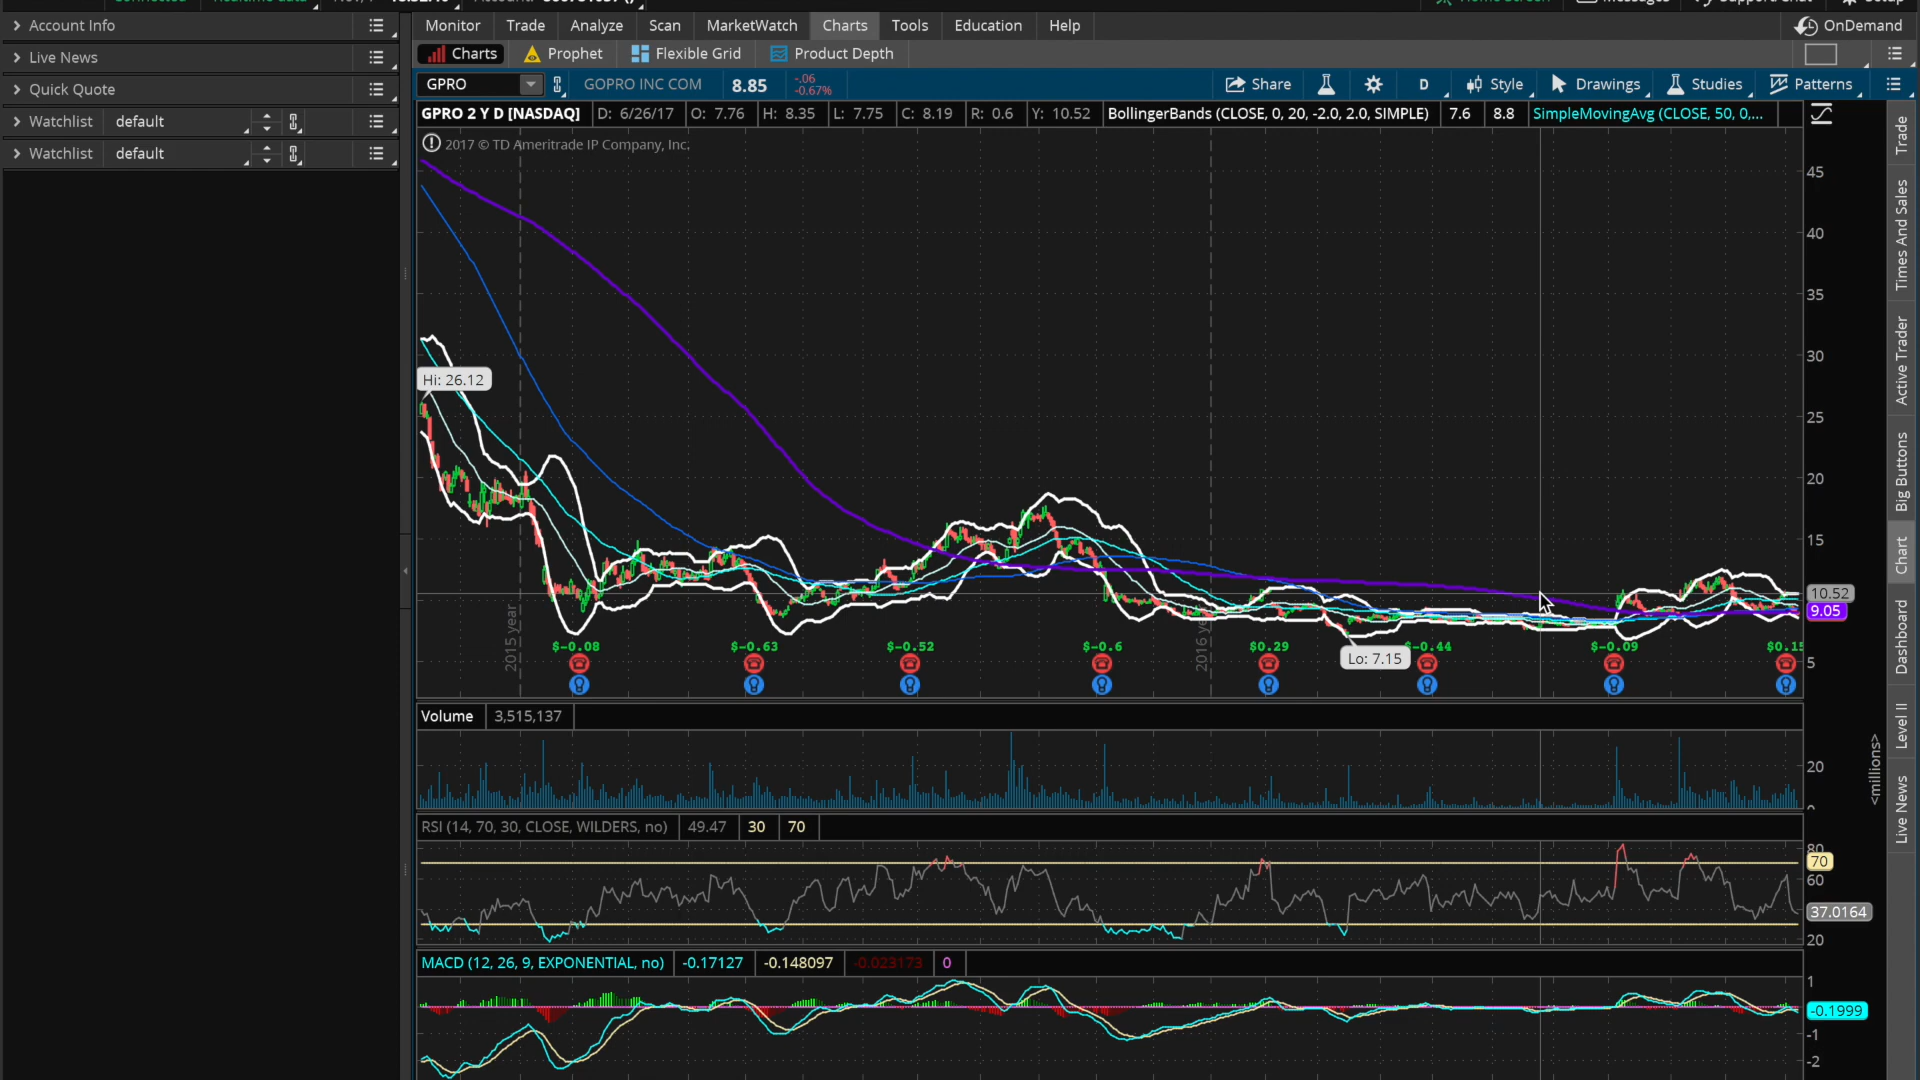 Account Info
Live News
Quick Quote
Watchlist default
Watchlist default
Monitor Trade Analyze Scan MarketWatch Charts Tools Education Help
OnDemand
Charts Prophet Flexible Grid Product Depth
GPRO GOPRO INC COM 8.85 -.06 -0.67% Share D Style Drawings Studies Patterns
GPRO 2 Y D [NASDAQ] D: 6/26/17 O: 7.76 H: 8.35 L: 7.75 C: 8.19 R: 0.6 Y: 10.52 BollingerBands (CLOSE, 0, 20, -2.0, 2.0, SIMPLE) 7.6 8.8 SimpleMovingAvg (CLOSE, 50, 0,...
2017 © TD Ameritrade IP Company, Inc.
45
40
35
30
Hi: 26.12
25
20
15
10.52
9.05
2015 year
2016 year
$-0.08 $-0.63 $-0.52 $-0.6 $0.29 $-0.44 $-0.09 $0.15
Lo: 7.15
5
Volume 3,515,137
20
<millions>
RSI (14, 70, 30, CLOSE, WILDERS, no) 49.47 30 70
80
70
60
37.0164
20
MACD (12, 26, 9, EXPONENTIAL, no) -0.17127 -0.148097 -0.023173 0
1
-0.1999
-1
-2
Trade
Times And Sales
Active Trader
Big Buttons
Chart
Dashboard
Level II
Live News